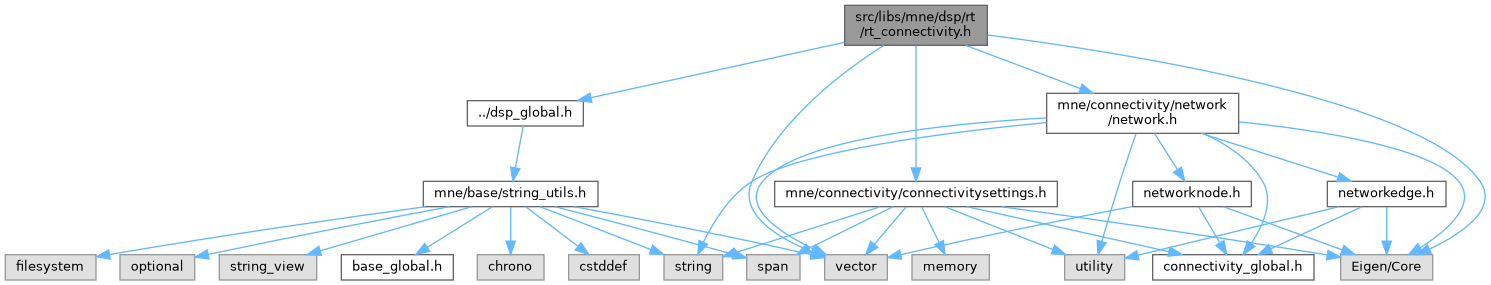 src/libs/mne/dsp/rt
/rt_connectivity.h
../dsp_global.h
mne/connectivity/network
/network.h
mne/base/string_utils.h
mne/connectivity/connectivitysettings.h
networknode.h
networkedge.h
filesystem
optional
string_view
base_global.h
chrono
cstddef
string
span
vector
memory
utility
connectivity_global.h
Eigen/Core